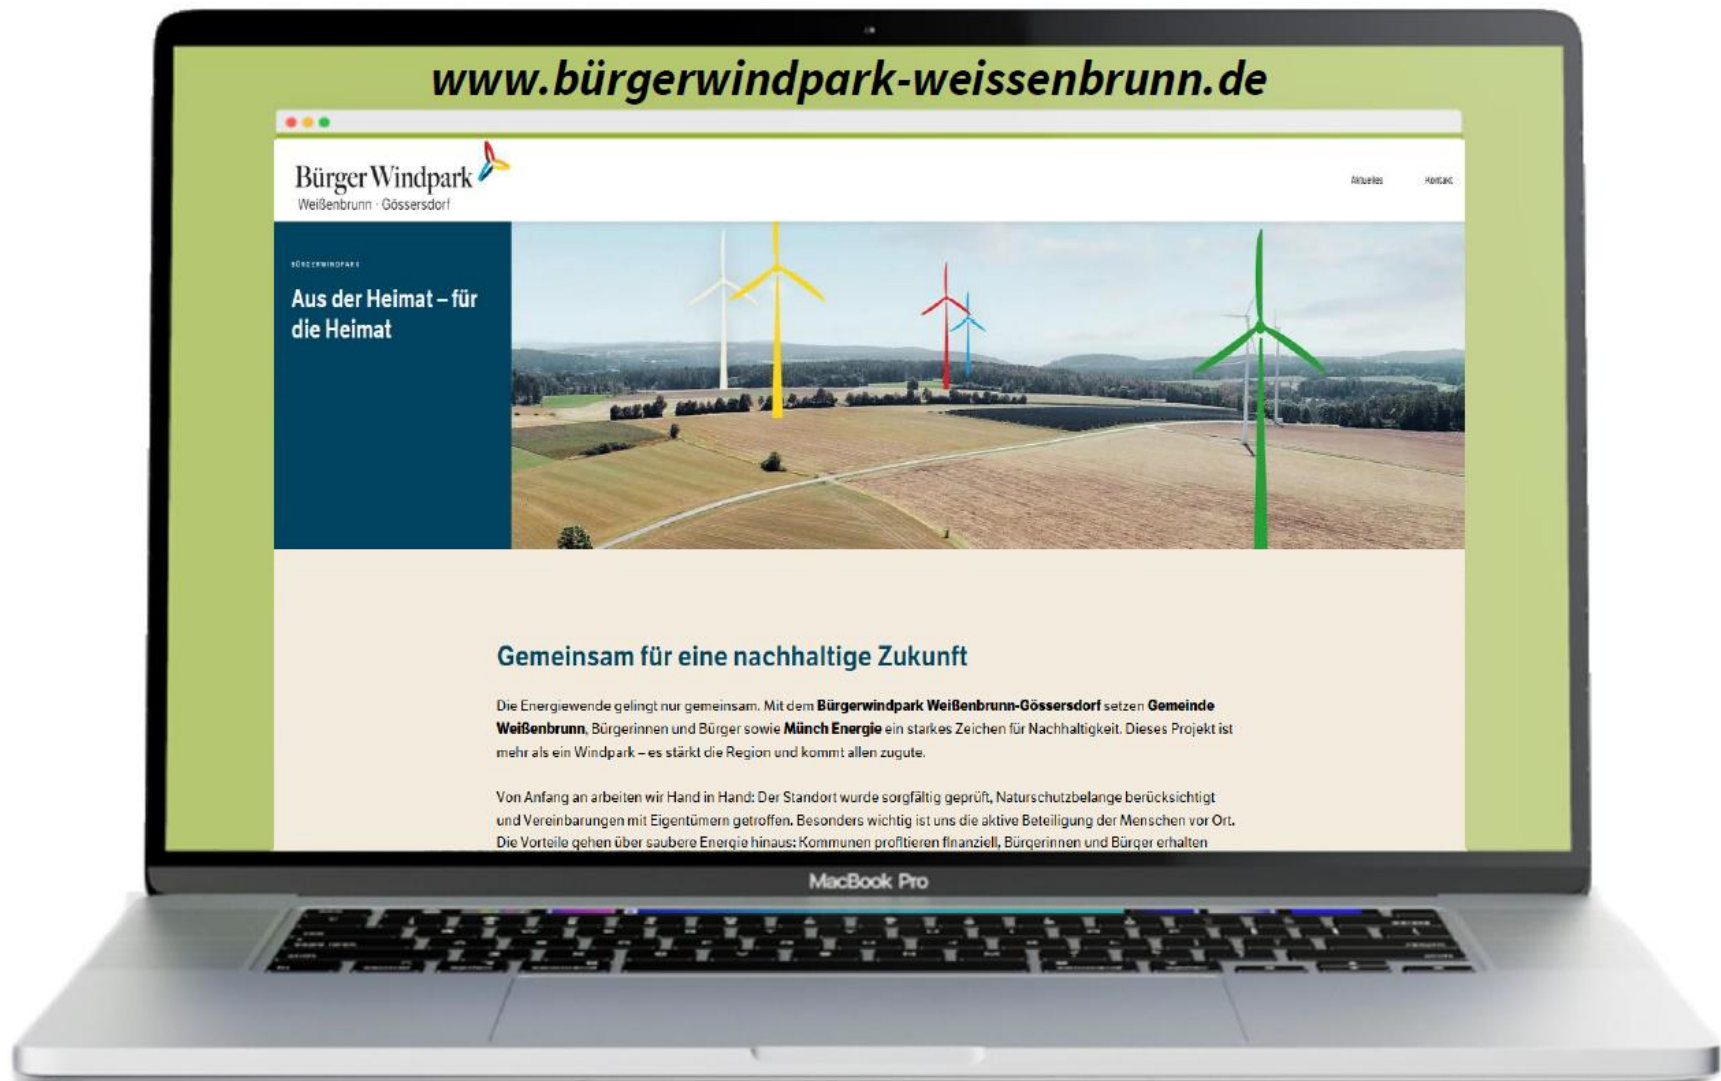 www.bürgerwindpark-weissenbrunn.de
Bürger Windpark
Weißenbrunn · Gössersdorf
Aktuelles Kontakt
BÜRGERWINDPARK
Aus der Heimat – für
die Heimat
Gemeinsam für eine nachhaltige Zukunft
Die Energiewende gelingt nur gemeinsam. Mit dem Bürgerwindpark Weißenbrunn-Gössersdorf setzen Gemeinde
Weißenbrunn, Bürgerinnen und Bürger sowie Münch Energie ein starkes Zeichen für Nachhaltigkeit. Dieses Projekt ist
mehr als ein Windpark – es stärkt die Region und kommt allen zugute.
Von Anfang an arbeiten wir Hand in Hand: Der Standort wurde sorgfältig geprüft, Naturschutzbelange berücksichtigt
und Vereinbarungen mit Eigentümern getroffen. Besonders wichtig ist uns die aktive Beteiligung der Menschen vor Ort.
Die Vorteile gehen über saubere Energie hinaus: Kommunen profitieren finanziell, Bürgerinnen und Bürger erhalten
MacBook Pro